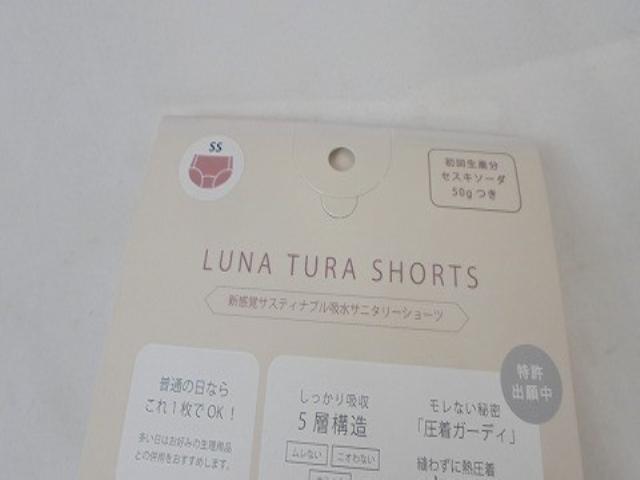 SS
初回生産分
セスキソーダ
50gつき
LUNA TURA SHORTS
新感覚サスティナブル吸水サニタリーショーツ
特許
出願中
普通の日なら
これ1枚でOK!
多い日はお好みの生理用品
との併用をおすすめします。
しっかり吸収
5層構造
ムレない
ニオわない
モレない秘密
「圧着ガーディ」
縫わずに熱圧着